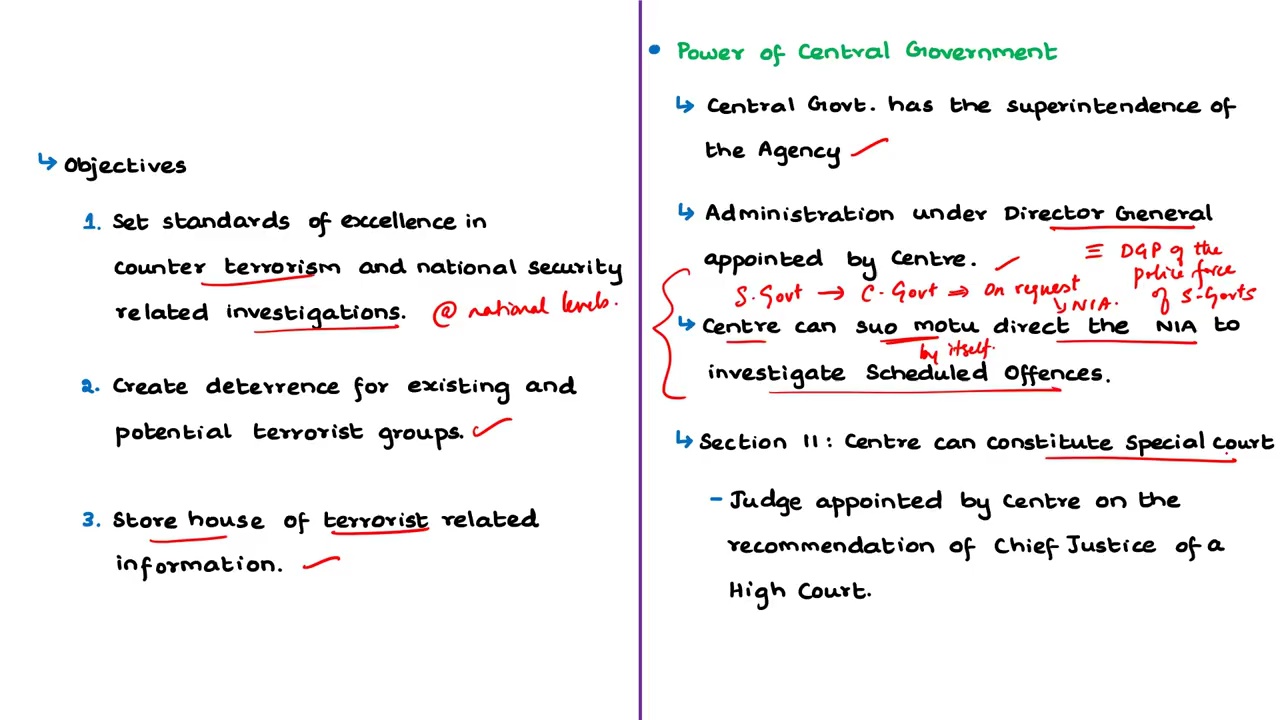 ↳ Objectives
1. Set standards of excellence in
counter terrorism and national security
related investigations. @ national levels.
2. Create deterrence for existing and
potential terrorist groups.
3. Store house of terrorist related
information.
• Power of Central Government
↳ Central Govt. has the superintendence of
the Agency
↳ Administration under Director General
appointed by Centre.
≡ DGP of the
police force
of S-Govts
S.Govt → C-Govt ⇒ on request
↳ NIA.
↳ Centre can suo motu direct the NIA to
by itself.
investigate Scheduled Offences.
↳ Section 11: Centre can constitute Special Court
- Judge appointed by Centre on the
recommendation of Chief Justice of a
High Court.